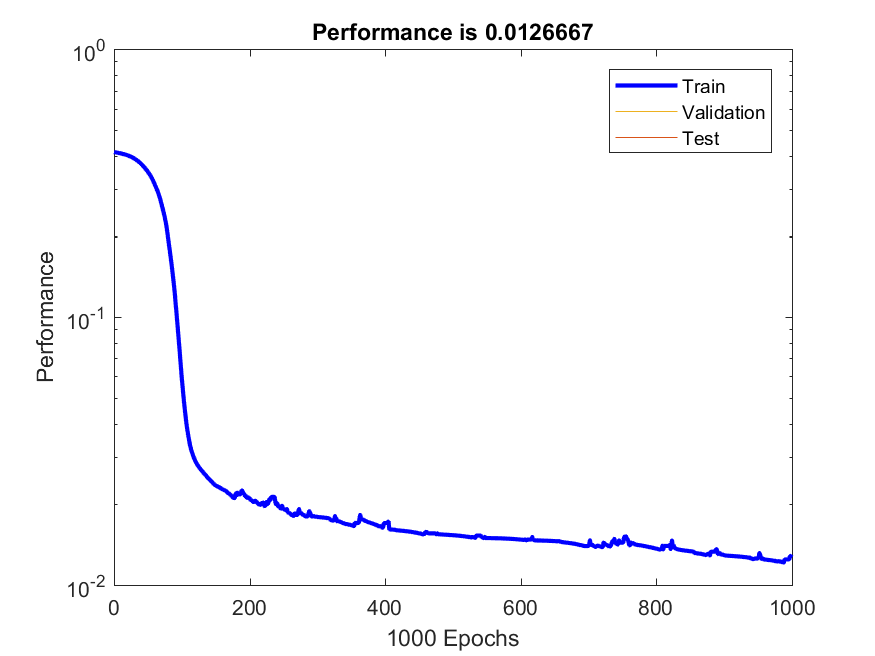 Performance is 0.0126667
10^0
Train
Validation
Test
Performance
10^-1
10^-2
0 200 400 600 800 1000
1000 Epochs